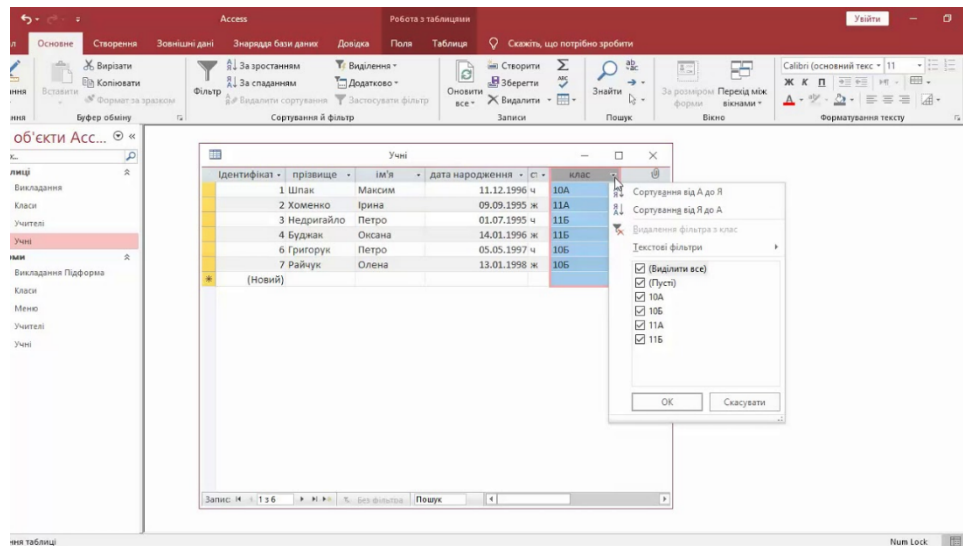 Access
Робота з таблицями
Увійти
л Основне Створення Зовнішні дані Знаряддя бази даних Довідка Поля Таблиця Скажіть, що потрібно зробити
ння
Вставити
Вирізати
Копіювати
Формат за зразком
Буфер обміну
Фільтр
За зростанням
За спаданням
Видалити сортування
Виділення
Додатково
Застосувати фільтр
Сортування й фільтр
Оновити все
Створити
Зберегти
Видалити
Записи
Знайти
Пошук
За розміром форми
Перехід між вікнами
Вікно
Calibri (основний текс 11
Ж К П
Форматування тексту
об'єкти Acc...
лиці
Викладання
Класи
Учителі
Учні
ми
Викладання Підформа
Класи
Меню
Учителі
Учні
Учні
Ідентифікат прізвище ім'я дата народження ст клас
1 Шпак Максим 11.12.1996 ч 10А
2 Хоменко Ірина 09.09.1995 ж 11А
3 Недригайло Петро 01.07.1995 ч 11Б
4 Буджак Оксана 14.01.1996 ж 11Б
6 Григорук Петро 05.05.1997 ч 10Б
7 Райчук Олена 13.01.1998 ж 10Б
(Новий)
Сортування від А до Я
Сортування від Я до А
Видалення фільтра з клас
Текстові фільтри
(Виділити все)
(Пусті)
10А
10Б
11А
11Б
ОК Скасувати
Запис: 1 з 6 Без фільтра Пошук
ння таблиці
Num Lock